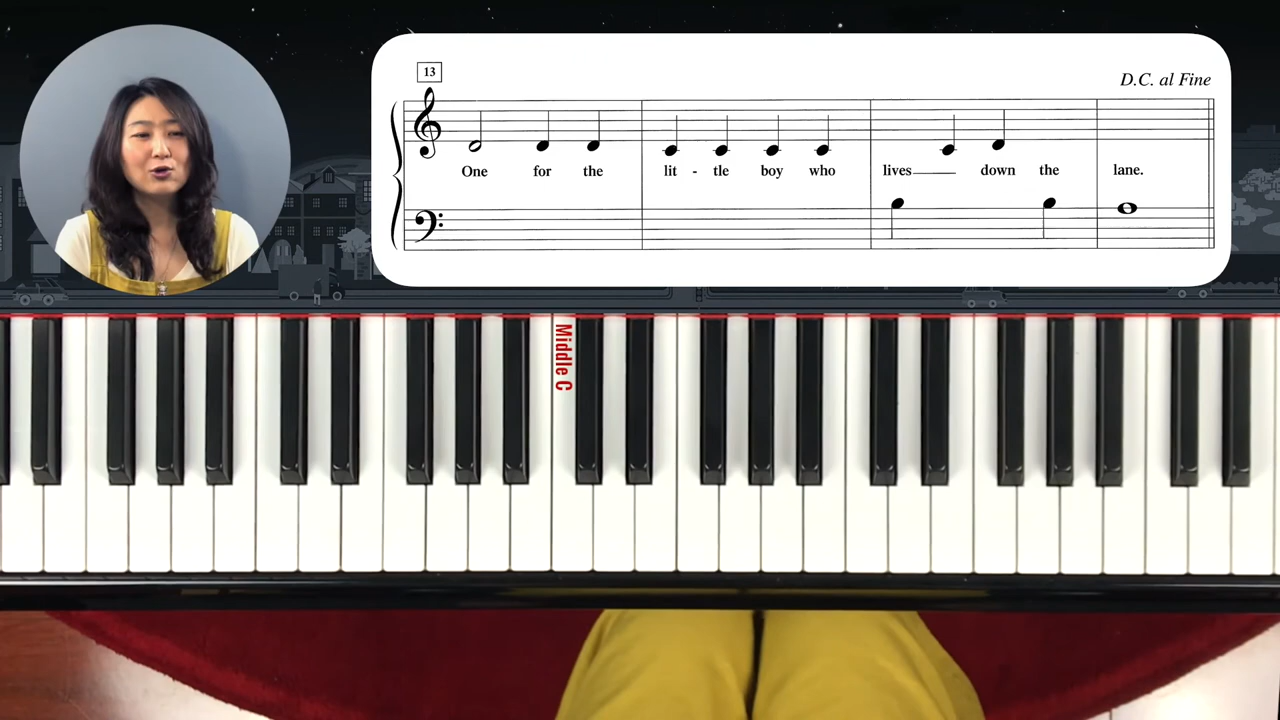 13
D.C. al Fine
One for the lit - tle boy who lives down the lane.
Middle C